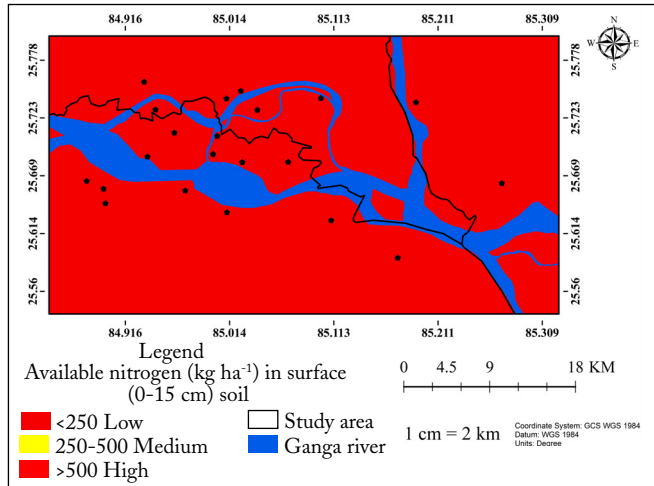 84.916 85.014 85.113 85.211 85.309
N
W E
S
25.778 25.778
25.723 25.723
25.669 25.669
25.614 25.614
25.56 25.56
84.916 85.014 85.113 85.211 85.309
Legend
Available nitrogen (kg ha⁻¹) in surface
(0-15 cm) soil
<250 Low
250-500 Medium
>500 High
Study area
Ganga river
0 4.5 9 18 KM
1 cm = 2 km
Coordinate System: GCS WGS 1984
Datum: WGS 1984
Units: Degree